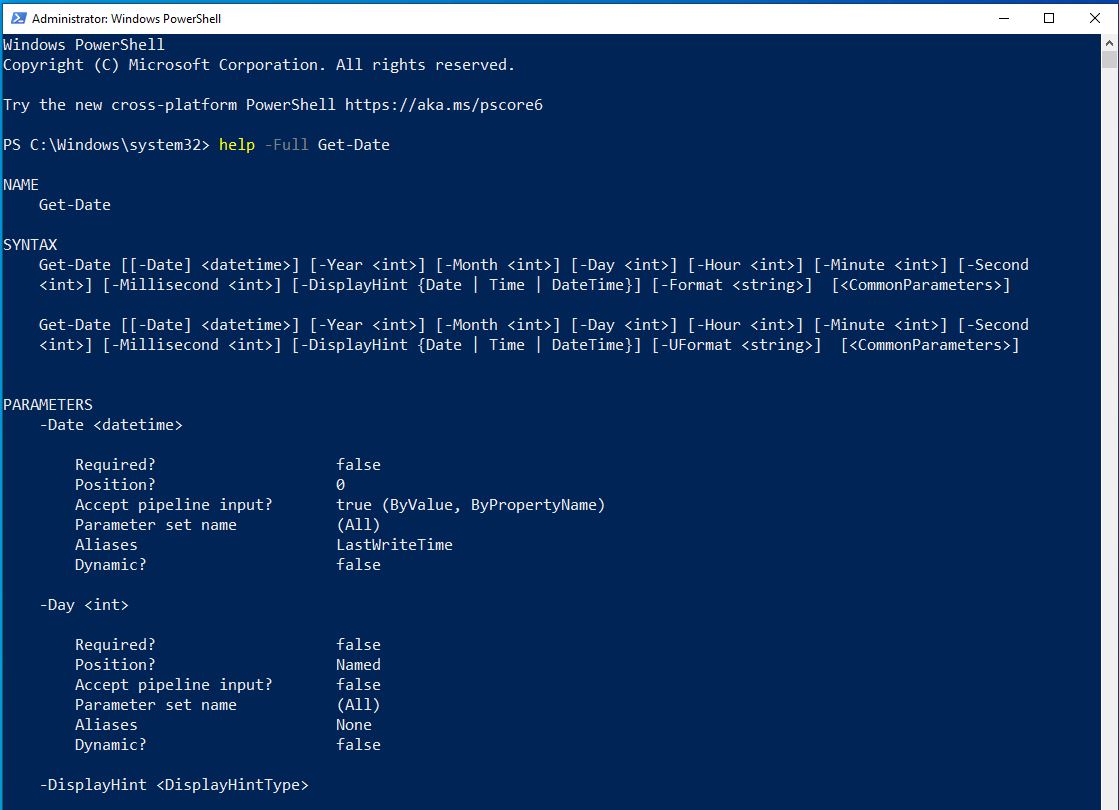 Administrator: Windows PowerShell
Windows PowerShell
Copyright (C) Microsoft Corporation. All rights reserved.
Try the new cross-platform PowerShell https://aka.ms/pscore6
PS C:\Windows\system32> help -Full Get-Date
NAME
    Get-Date
SYNTAX
    Get-Date [[-Date] <datetime>] [-Year <int>] [-Month <int>] [-Day <int>] [-Hour <int>] [-Minute <int>] [-Second
    <int>] [-Millisecond <int>] [-DisplayHint {Date | Time | DateTime}] [-Format <string>]  [<CommonParameters>]
    Get-Date [[-Date] <datetime>] [-Year <int>] [-Month <int>] [-Day <int>] [-Hour <int>] [-Minute <int>] [-Second
    <int>] [-Millisecond <int>] [-DisplayHint {Date | Time | DateTime}] [-UFormat <string>]  [<CommonParameters>]
PARAMETERS
    -Date <datetime>
        Required?                    false
        Position?                    0
        Accept pipeline input?       true (ByValue, ByPropertyName)
        Parameter set name           (All)
        Aliases                      LastWriteTime
        Dynamic?                     false
    -Day <int>
        Required?                    false
        Position?                    Named
        Accept pipeline input?       false
        Parameter set name           (All)
        Aliases                      None
        Dynamic?                     false
    -DisplayHint <DisplayHintType>